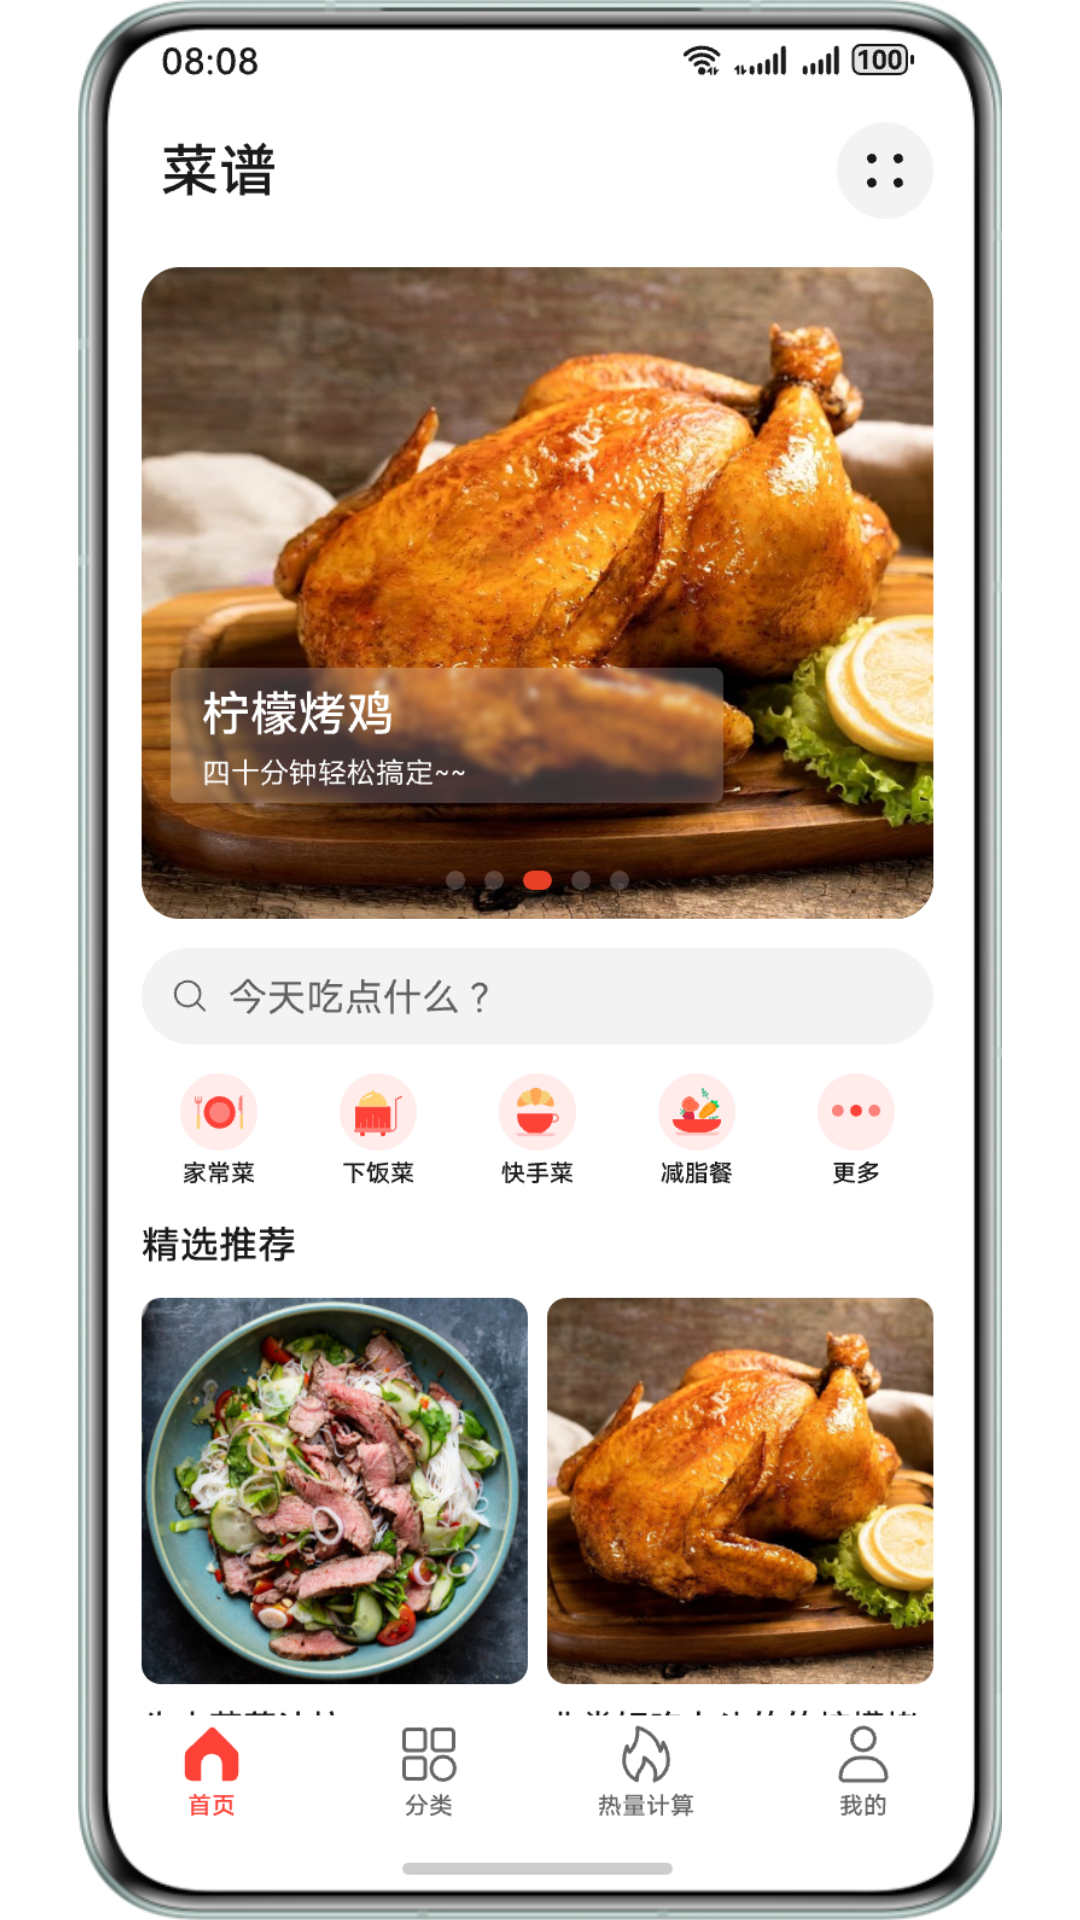 08:08
100
菜谱
柠檬烤鸡
四十分钟轻松搞定~~
今天吃点什么？
家常菜
下饭菜
快手菜
减脂餐
更多
精选推荐
首页
分类
热量计算
我的